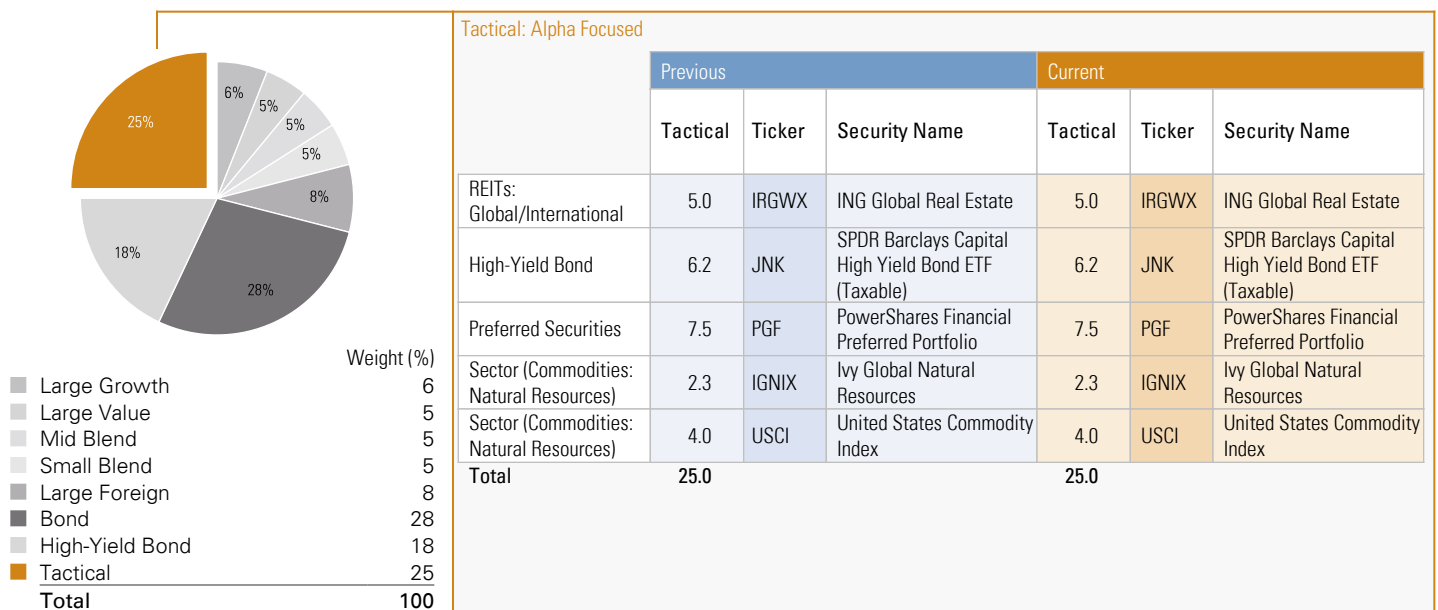 Tactical: Alpha Focused
6%
5%
5%
5%
8%
28%
18%
25%
Weight (%)
Large Growth 6
Large Value 5
Mid Blend 5
Small Blend 5
Large Foreign 8
Bond 28
High-Yield Bond 18
Tactical 25
Total 100
Previous Current
Tactical Ticker Security Name Tactical Ticker Security Name
REITs:
Global/International 5.0 IRGWX ING Global Real Estate 5.0 IRGWX ING Global Real Estate
High-Yield Bond 6.2 JNK SPDR Barclays Capital
High Yield Bond ETF
(Taxable) 6.2 JNK SPDR Barclays Capital
High Yield Bond ETF
(Taxable)
Preferred Securities 7.5 PGF PowerShares Financial
Preferred Portfolio 7.5 PGF PowerShares Financial
Preferred Portfolio
Sector (Commodities:
Natural Resources) 2.3 IGNIX Ivy Global Natural
Resources 2.3 IGNIX Ivy Global Natural
Resources
Sector (Commodities:
Natural Resources) 4.0 USCI United States Commodity
Index 4.0 USCI United States Commodity
Index
Total 25.0 25.0